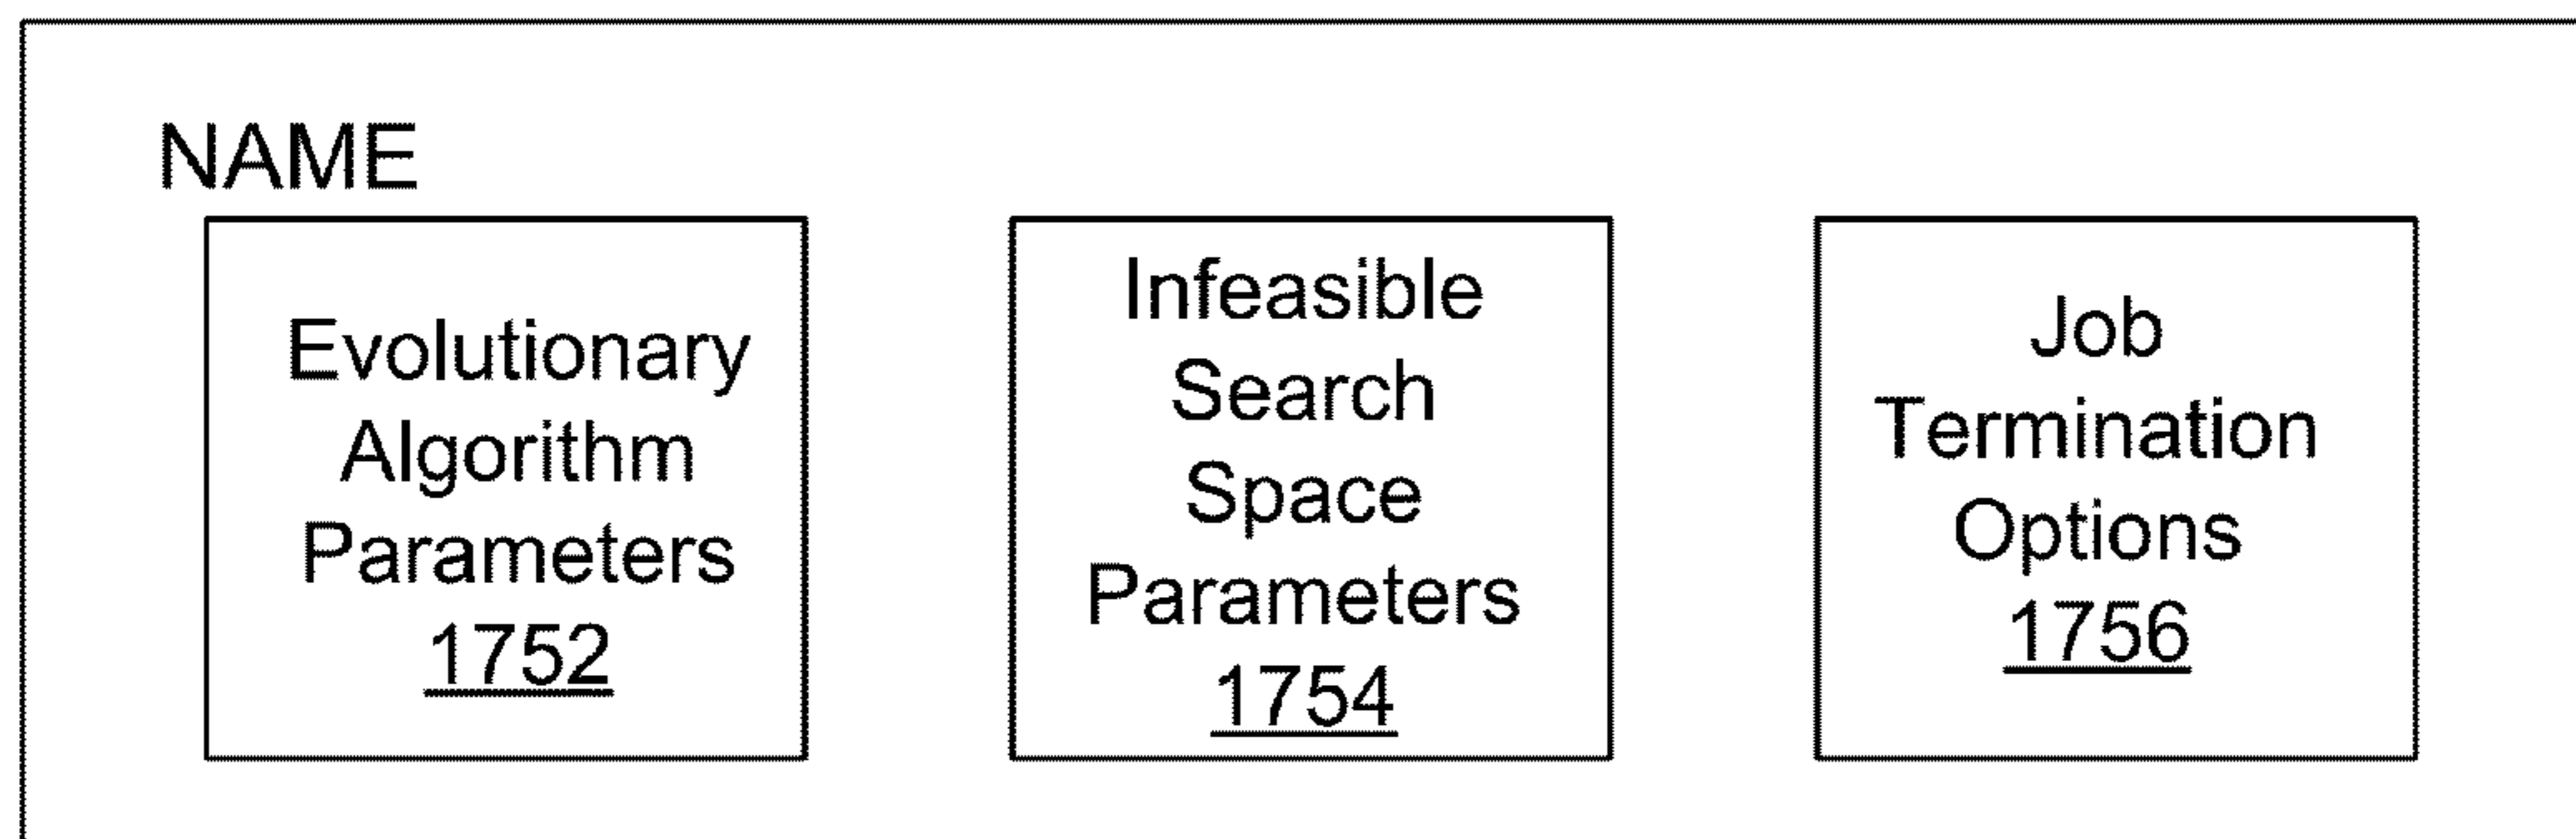 NAME
Evolutionary
Algorithm
Parameters
1752
Infeasible
Search
Space
Parameters
1754
Job
Termination
Options
1756